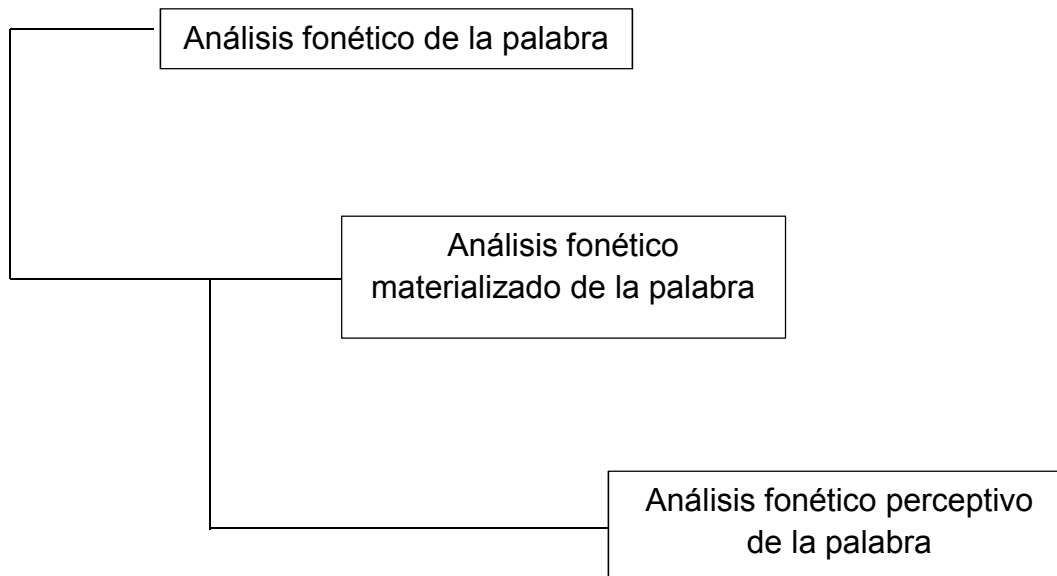 Análisis fonético de la palabra
Análisis fonético
materializado de la palabra
Análisis fonético perceptivo
de la palabra